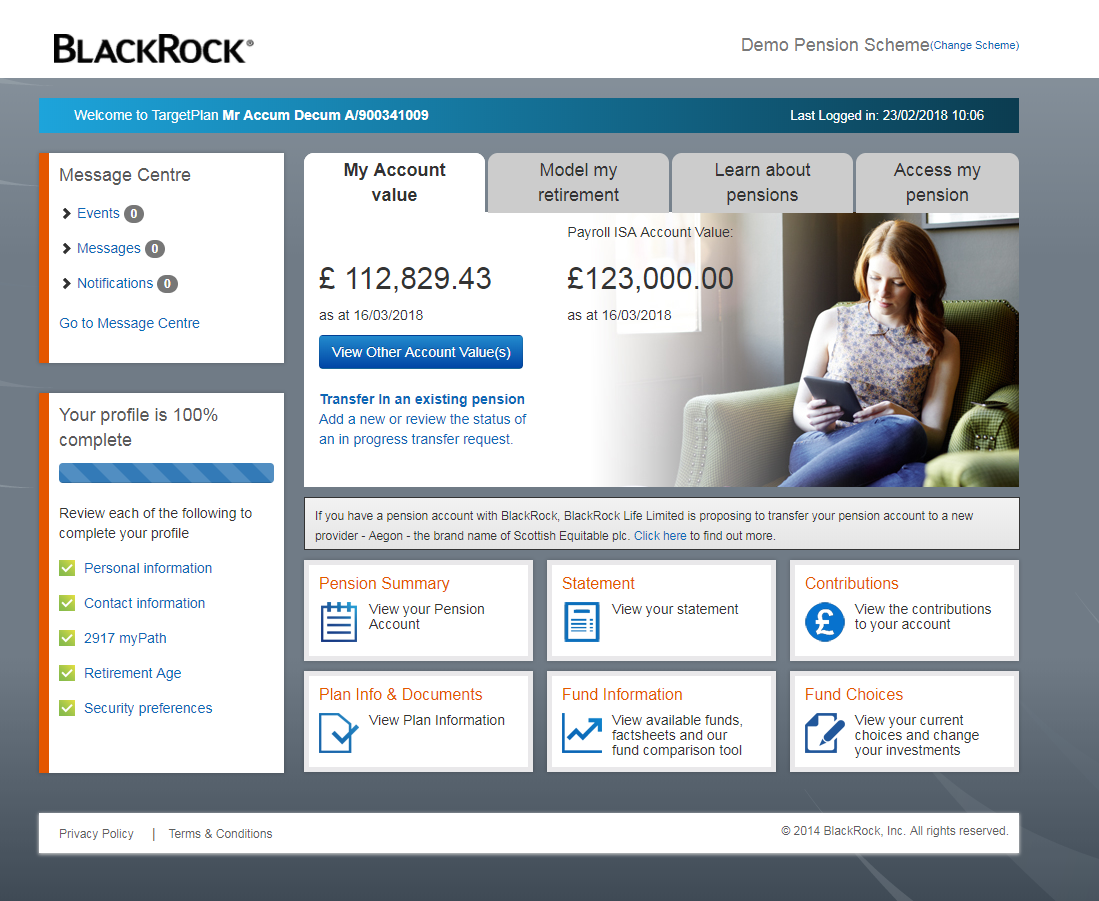 BLACKROCK®
Demo Pension Scheme(Change Scheme)
Welcome to TargetPlan Mr Accum Decum A/900341009
Last Logged in: 23/02/2018 10:06
Message Centre
Events 0
Messages 0
Notifications 0
Go to Message Centre
Your profile is 100%
complete
Review each of the following to
complete your profile
Personal information
Contact information
2917 myPath
Retirement Age
Security preferences
My Account
value
Model my
retirement
Learn about
pensions
Access my
pension
£ 112,829.43
as at 16/03/2018
View Other Account Value(s)
Transfer In an existing pension
Add a new or review the status of
an in progress transfer request.
Payroll ISA Account Value:
£123,000.00
as at 16/03/2018
If you have a pension account with BlackRock, BlackRock Life Limited is proposing to transfer your pension account to a new
provider - Aegon - the brand name of Scottish Equitable plc. Click here to find out more.
Pension Summary
View your Pension
Account
Statement
View your statement
Contributions
£
View the contributions
to your account
Plan Info & Documents
View Plan Information
Fund Information
View available funds,
factsheets and our
fund comparison tool
Fund Choices
View your current
choices and change
your investments
Privacy Policy | Terms & Conditions
© 2014 BlackRock, Inc. All rights reserved.